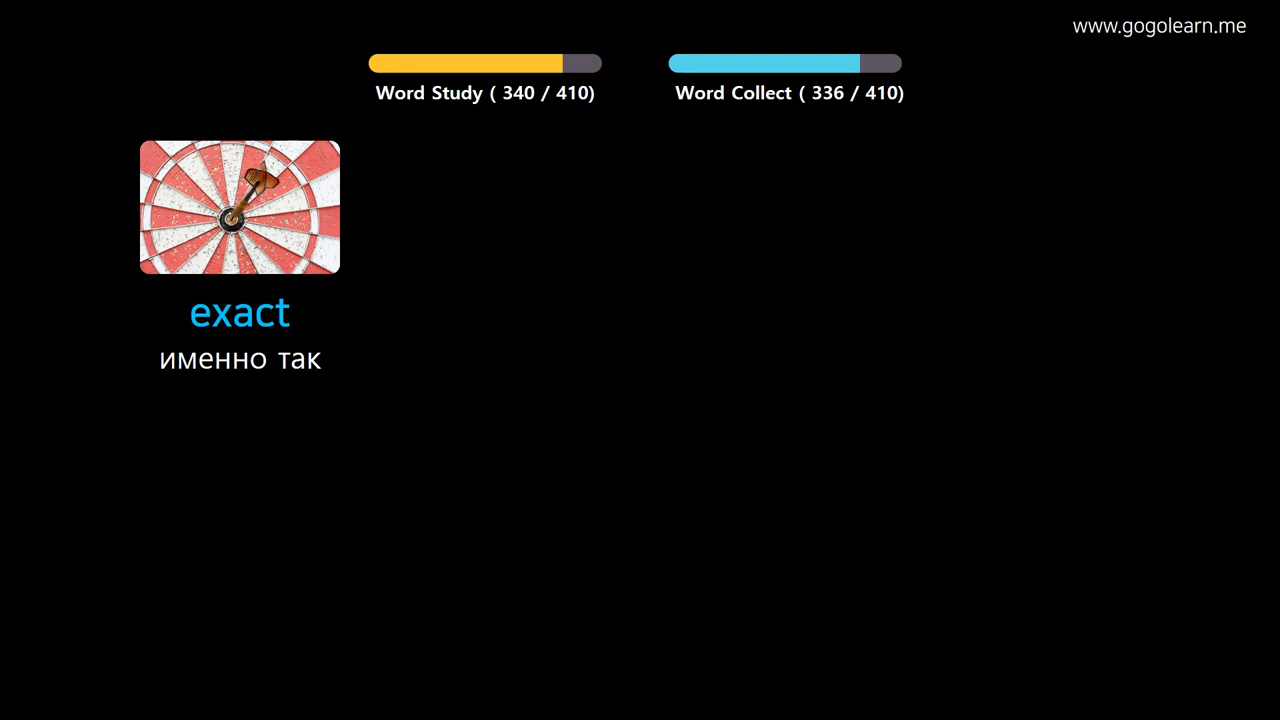 www.gogolearn.me
Word Study ( 340 / 410)
Word Collect ( 336 / 410)
exact
именно так